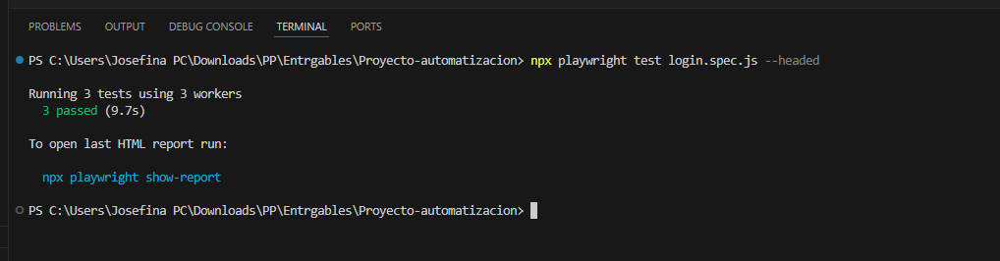 PROBLEMS OUTPUT DEBUG CONSOLE TERMINAL PORTS
PS C:\Users\Josefina PC\Downloads\PP\Entrgables\Proyecto-automatizacion> npx playwright test login.spec.js --headed
Running 3 tests using 3 workers
3 passed (9.7s)
To open last HTML report run:
npx playwright show-report
PS C:\Users\Josefina PC\Downloads\PP\Entrgables\Proyecto-automatizacion>